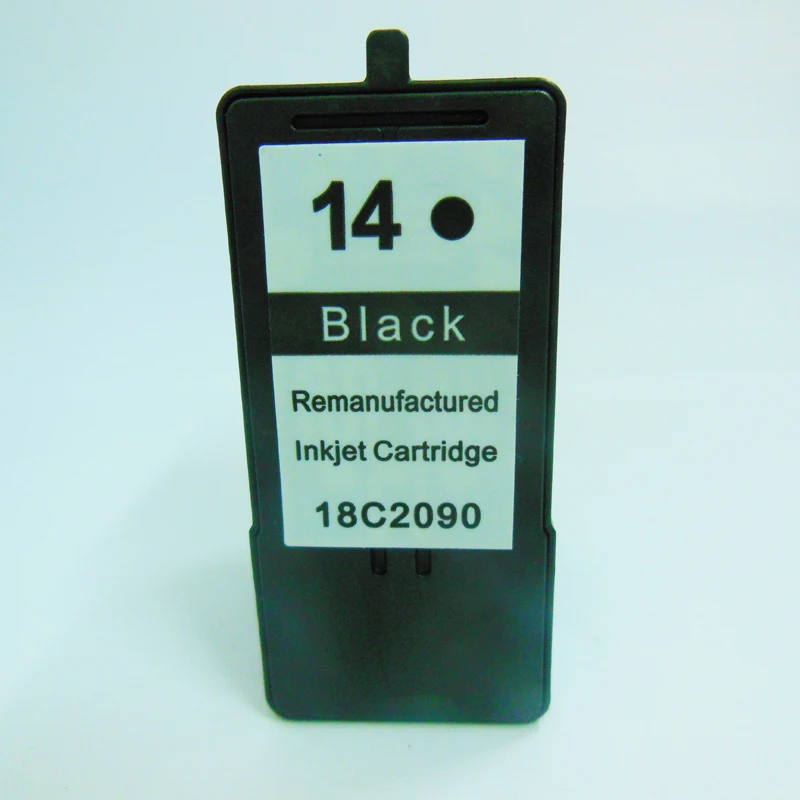 14
Black
Remanufactured
Inkjet Cartridge
18C2090